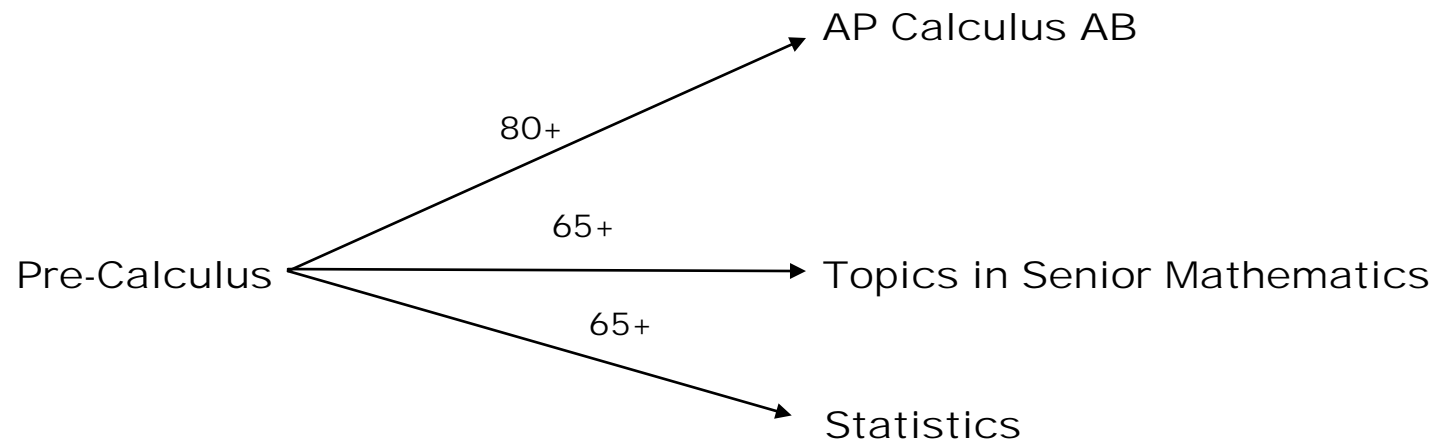 AP Calculus AB
80+
65+
Pre-Calculus
Topics in Senior Mathematics
65+
Statistics